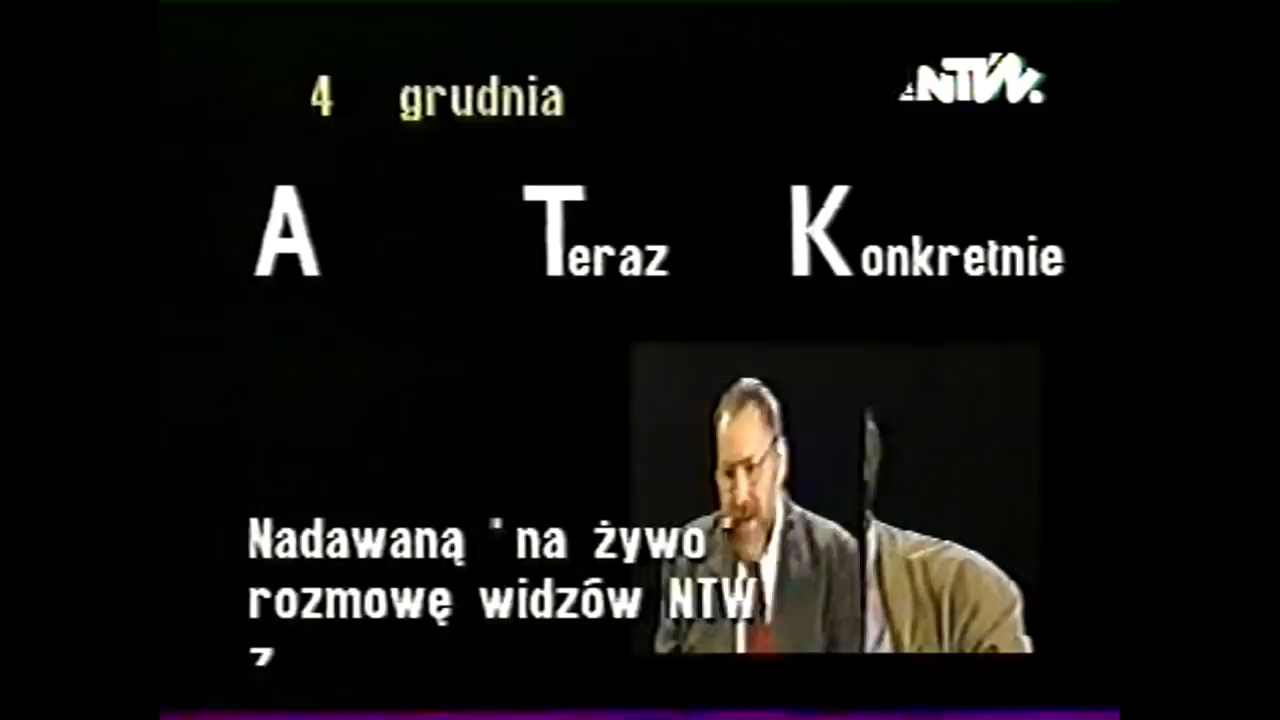 4 grudnia
NTW.
A Teraz Konkretnie
Nadawaną "na żywo
rozmowę widzów NTW
z